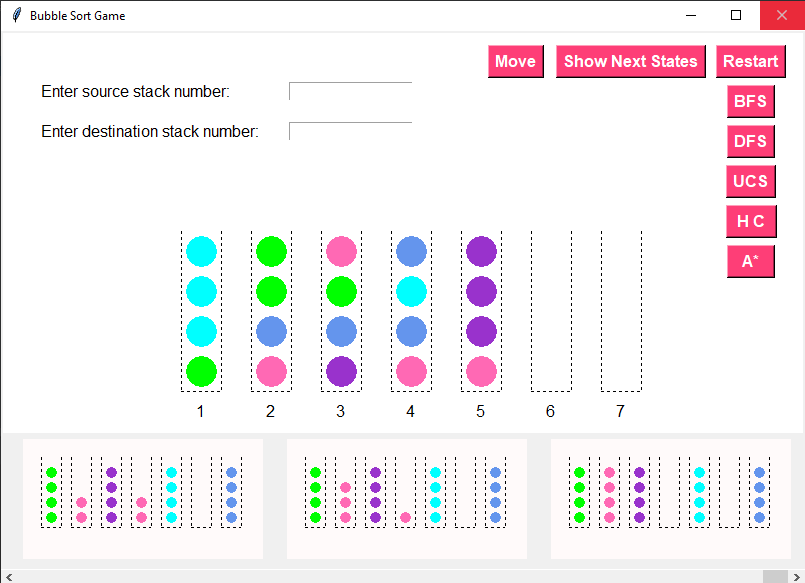 Bubble Sort Game
Move Show Next States Restart
Enter source stack number:
BFS
Enter destination stack number:
DFS
UCS
H C
A*
1 2 3 4 5 6 7